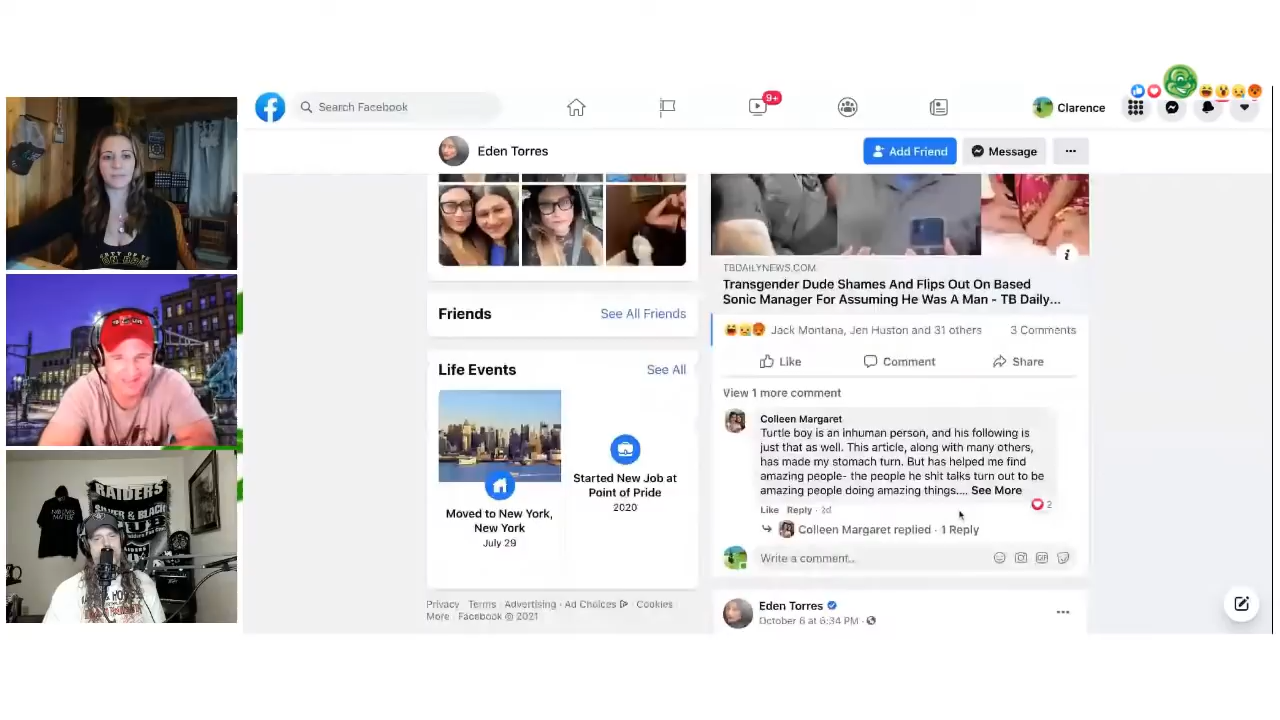 Search Facebook
9+
Clarence
Eden Torres
Add Friend
Message
Friends
See All Friends
Life Events
See All
Moved to New York,
New York
July 29
Started New Job at
Point of Pride
2020
Privacy · Terms · Advertising · Ad Choices · Cookies
More · Facebook © 2021
TBDAILYNEWS.COM
Transgender Dude Shames And Flips Out On Based
Sonic Manager For Assuming He Was A Man - TB Daily...
Jack Montana, Jen Huston and 31 others
3 Comments
Like
Comment
Share
View 1 more comment
Colleen Margaret
Turtle boy is an inhuman person, and his following is
just that as well. This article, along with many others,
has made my stomach turn. But has helped me find
amazing people- the people he shit talks turn out to be
amazing people doing amazing things.... See More
2
Like · Reply · 2d
Colleen Margaret replied · 1 Reply
Write a comment...
GIF
Eden Torres
October 6 at 6:34 PM
RAIDERS
SILVER & BLACK
NO LIVES
MATTER